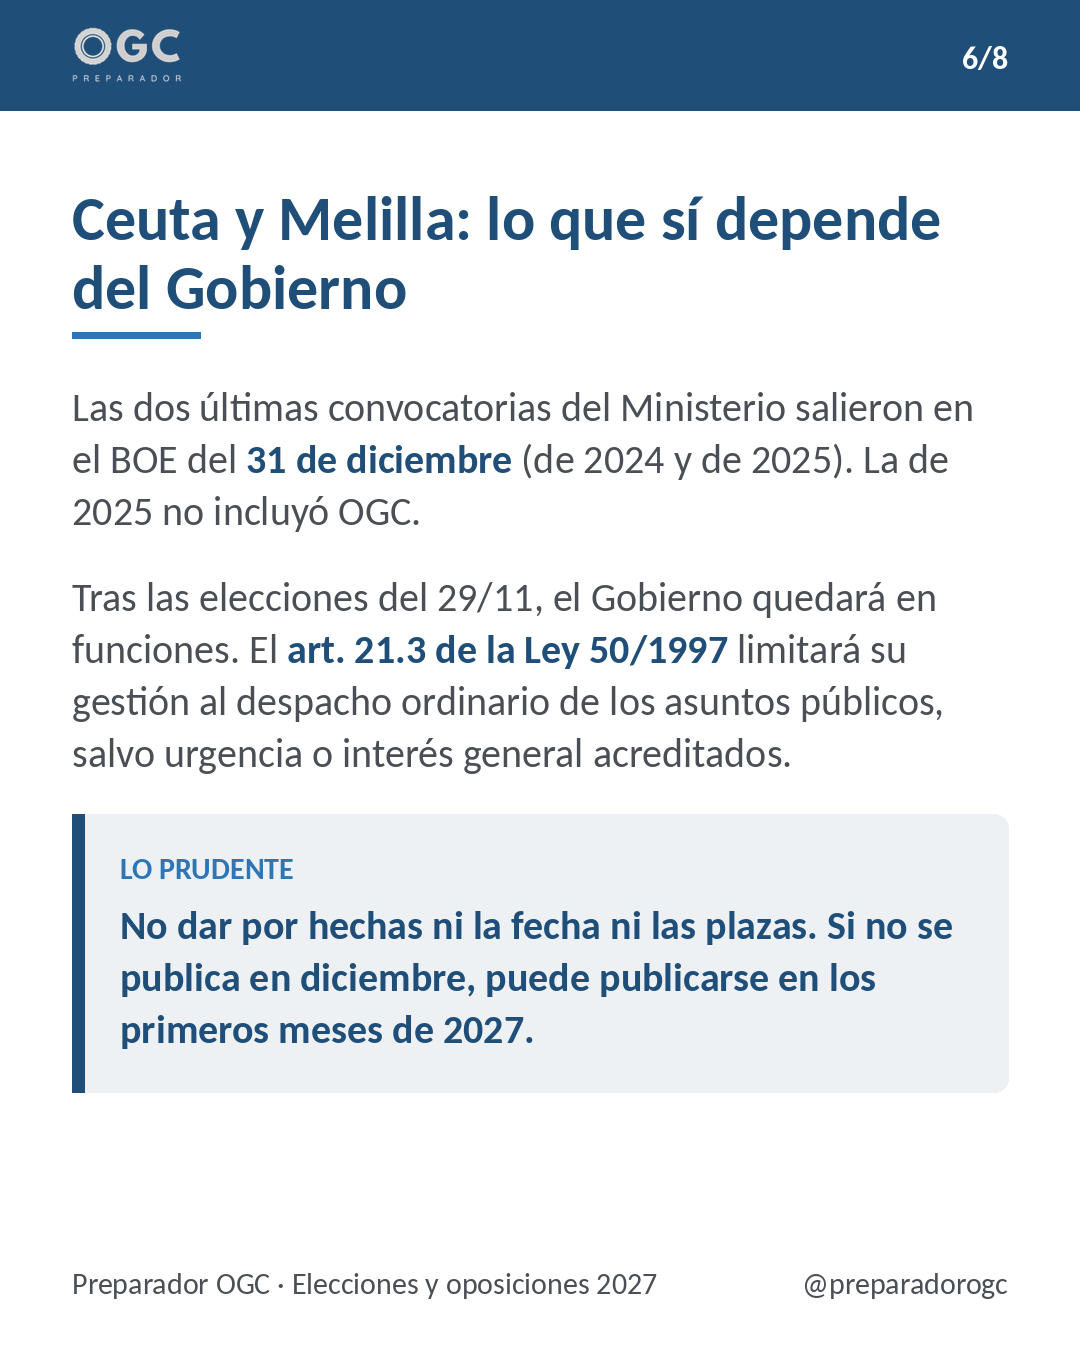 OGC
PREPARADOR
6/8
Ceuta y Melilla: lo que sí depende
del Gobierno
Las dos últimas convocatorias del Ministerio salieron en
el BOE del 31 de diciembre (de 2024 y de 2025). La de
2025 no incluyó OGC.
Tras las elecciones del 29/11, el Gobierno quedará en
funciones. El art. 21.3 de la Ley 50/1997 limitará su
gestión al despacho ordinario de los asuntos públicos,
salvo urgencia o interés general acreditados.
LO PRUDENTE
No dar por hechas ni la fecha ni las plazas. Si no se
publica en diciembre, puede publicarse en los
primeros meses de 2027.
Preparador OGC · Elecciones y oposiciones 2027
@preparadorogc